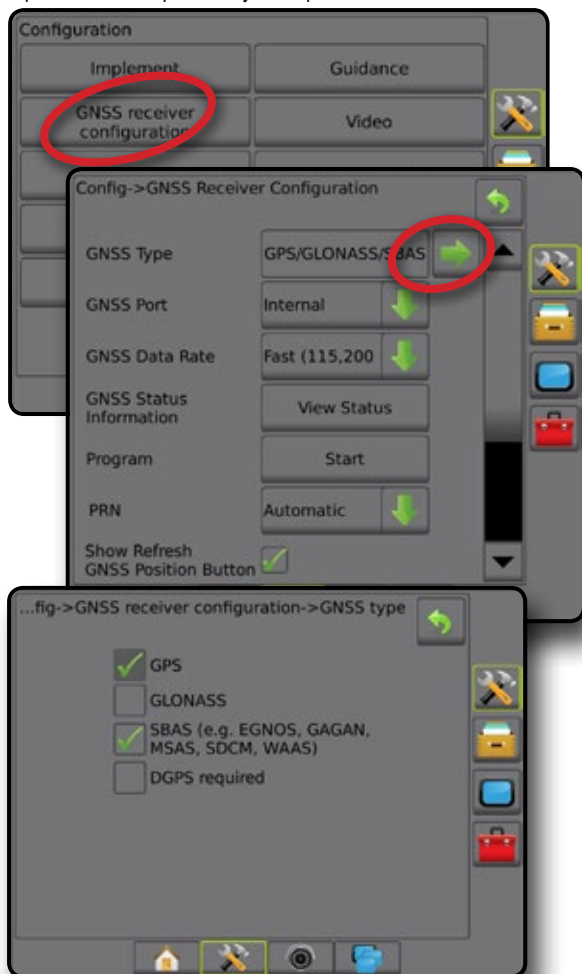 Configuration
Implement
Guidance
GNSS receiver
configuration
Video
Config->GNSS Receiver Configuration
GNSS Type
GPS/GLONASS/SBAS
GNSS Port
Internal
GNSS Data Rate
Fast (115,200
GNSS Status
Information
View Status
Program
Start
PRN
Automatic
Show Refresh
GNSS Position Button
...fig->GNSS receiver configuration->GNSS type
GPS
GLONASS
SBAS (e.g. EGNOS, GAGAN,
MSAS, SDCM, WAAS)
DGPS required